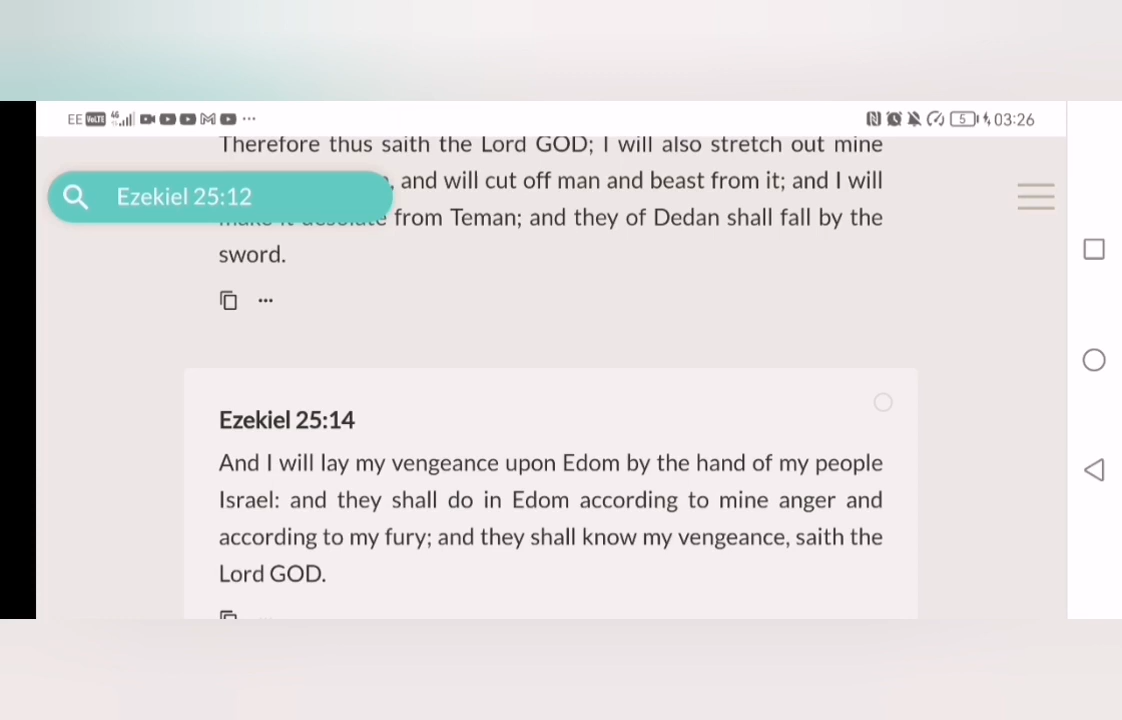 EE VoLTE 4G ... 5 03:26
Therefore thus saith the Lord GOD; I will also stretch out mine
Ezekiel 25:12 , and will cut off man and beast from it; and I will
from Teman; and they of Dedan shall fall by the
sword.
...
Ezekiel 25:14
And I will lay my vengeance upon Edom by the hand of my people
Israel: and they shall do in Edom according to mine anger and
according to my fury; and they shall know my vengeance, saith the
Lord GOD.